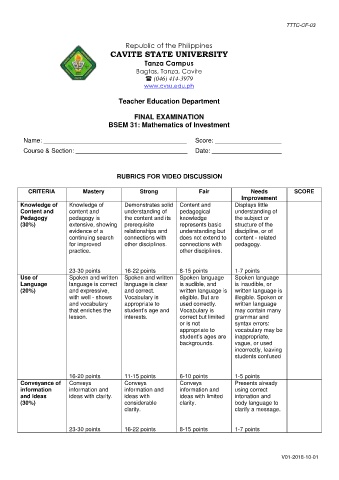 TTTC-CF-03
Republic of the Philippines
CAVITE STATE UNIVERSITY
Tanza Campus
Bagtas, Tanza, Cavite
☎ (046) 414-3979
www.cvsu.edu.ph
Teacher Education Department
FINAL EXAMINATION
BSEM 31: Mathematics of Investment
Name: Score:
Course & Section: Date:
RUBRICS FOR VIDEO DISCUSSION
CRITERIA Mastery Strong Fair Needs Improvement SCORE
Knowledge of
Content and
Pedagogy
(30%)
Knowledge of
content and
pedagogy is
extensive, showing
evidence of a
continuing search
for improved
practice.
23-30 points
Demonstrates solid
understanding of
the content and its
prerequisite
relationships and
connections with
other disciplines.
16-22 points
Content and
pedagogical
knowledge
represents basic
understanding but
does not extend to
connections with
other disciplines.
8-15 points
Displays little
understanding of
the subject or
structure of the
discipline, or of
content - related
pedagogy.
1-7 points
Use of
Language
(20%)
Spoken and written
language is correct
and expressive,
with well - shows
and vocabulary
that enriches the
lesson.
16-20 points
Spoken and written
language is clear
and correct.
Vocabulary is
appropriate to
student's age and
interests.
11-15 points
Spoken language
is audible, and
written language is
eligible. But are
used correctly.
Vocabulary is
correct but limited
or is not
appropriate to
student's ages are
backgrounds
6-10 points
Spoken language
is inaudible, or
written language is
illegible. Spoken or
written language
may contain many
grammar and
syntax errors:
vocabulary may be
inappropriate,
vague, or used
incorrectly, leaving
students confused
1-5 points
Conveyance of
information
and ideas
(30%)
Conveys
information and
ideas with clarity.
23-30 points
Conveys
information and
ideas with
considerable
clarity.
16-22 points
Conveys
information and
ideas with limited
clarity.
8-15 points
Presents already
using correct
intonation and
body language to
clarify a message.
1-7 points
V01-2018-10-01